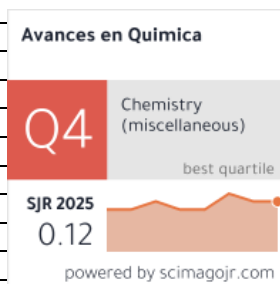 Avances en Quimica
Q4
Chemistry
(miscellaneous)
best quartile
SJR 2025
0.12
powered by scimagojr.com